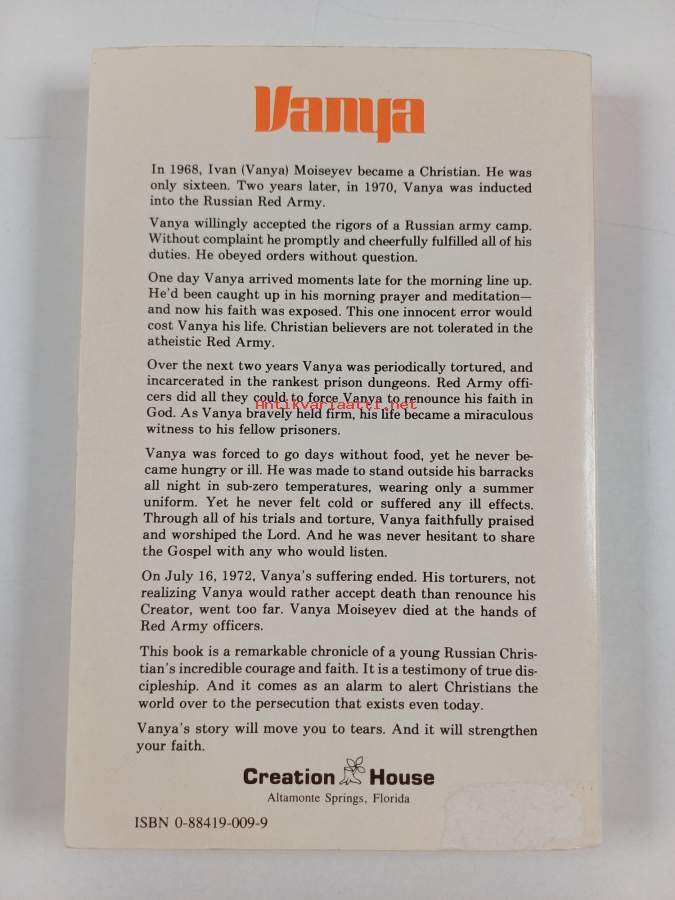 Vanya
In 1968, Ivan (Vanya) Moiseyev became a Christian. He was
only sixteen. Two years later, in 1970, Vanya was inducted
into the Russian Red Army.
Vanya willingly accepted the rigors of a Russian army camp.
Without complaint he promptly and cheerfully fulfilled all of his
duties. He obeyed orders without question.
One day Vanya arrived moments late for the morning line up.
He'd been caught up in his morning prayer and meditation—
and now his faith was exposed. This one innocent error would
cost Vanya his life. Christian believers are not tolerated in the
atheistic Red Army.
Over the next two years Vanya was periodically tortured, and
incarcerated in the rankest prison dungeons. Red Army offi-
cers did all they could to force Vanya to renounce his faith in
Antikvariaatti.net
God. As Vanya bravely held firm, his life became a miraculous
witness to his fellow prisoners.
Vanya was forced to go days without food, yet he never be-
came hungry or ill. He was made to stand outside his barracks
all night in sub-zero temperatures, wearing only a summer
uniform. Yet he never felt cold or suffered any ill effects.
Through all of his trials and torture, Vanya faithfully praised
and worshiped the Lord. And he was never hesitant to share
the Gospel with any who would listen.
On July 16, 1972, Vanya's suffering ended. His torturers, not
realizing Vanya would rather accept death than renounce his
Creator, went too far. Vanya Moiseyev died at the hands of
Red Army officers.
This book is a remarkable chronicle of a young Russian Chris-
tian's incredible courage and faith. It is a testimony of true dis-
cipleship. And it comes as an alarm to alert Christians the
world over to the persecution that exists even today.
Vanya's story will move you to tears. And it will strengthen
your faith.
Creation House
Altamonte Springs, Florida
ISBN 0-88419-009-9